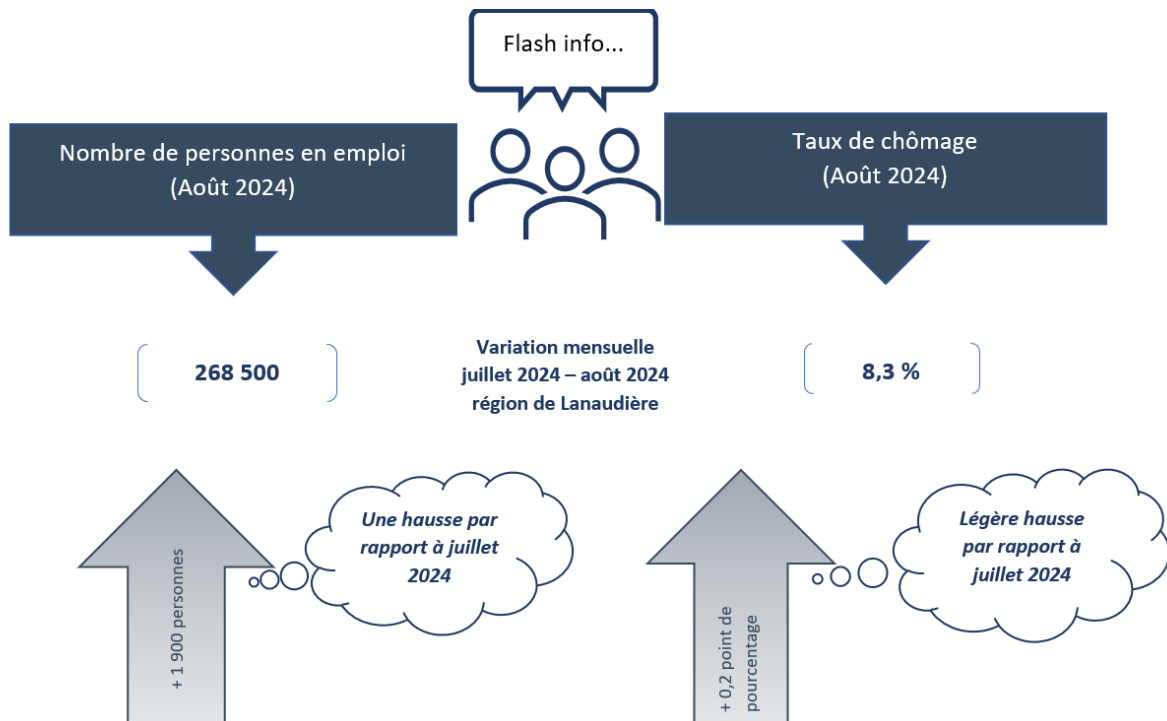 Flash info...
Nombre de personnes en emploi
(Août 2024)
Taux de chômage
(Août 2024)
268 500
Variation mensuelle
juillet 2024 – août 2024
région de Lanaudière
8,3 %
+ 1 900 personnes
Une hausse par
rapport à juillet
2024
+ 0,2 point de
pourcentage
Légère hausse
par rapport à
juillet 2024